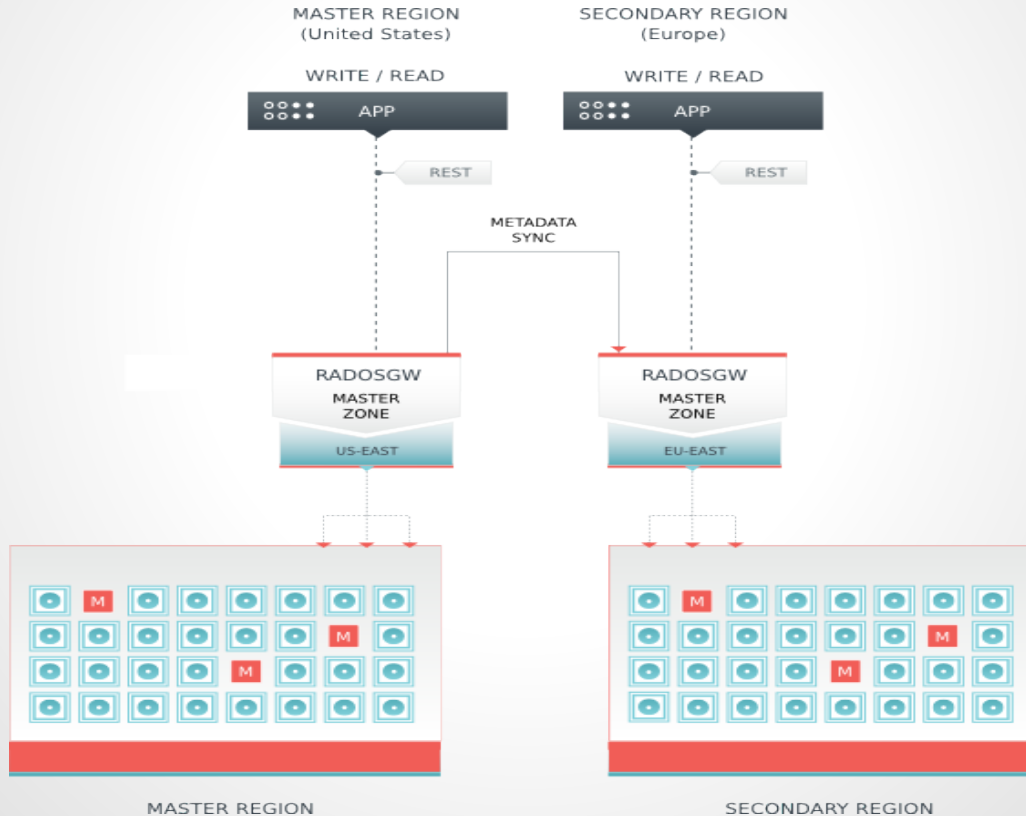 MASTER REGION
(United States)
SECONDARY REGION
(Europe)
WRITE / READ
WRITE / READ
APP
APP
REST
REST
METADATA
SYNC
RADOSGW
MASTER
ZONE
US-EAST
RADOSGW
MASTER
ZONE
EU-EAST
M
M
M
M
M
M
MASTER REGION
SECONDARY REGION